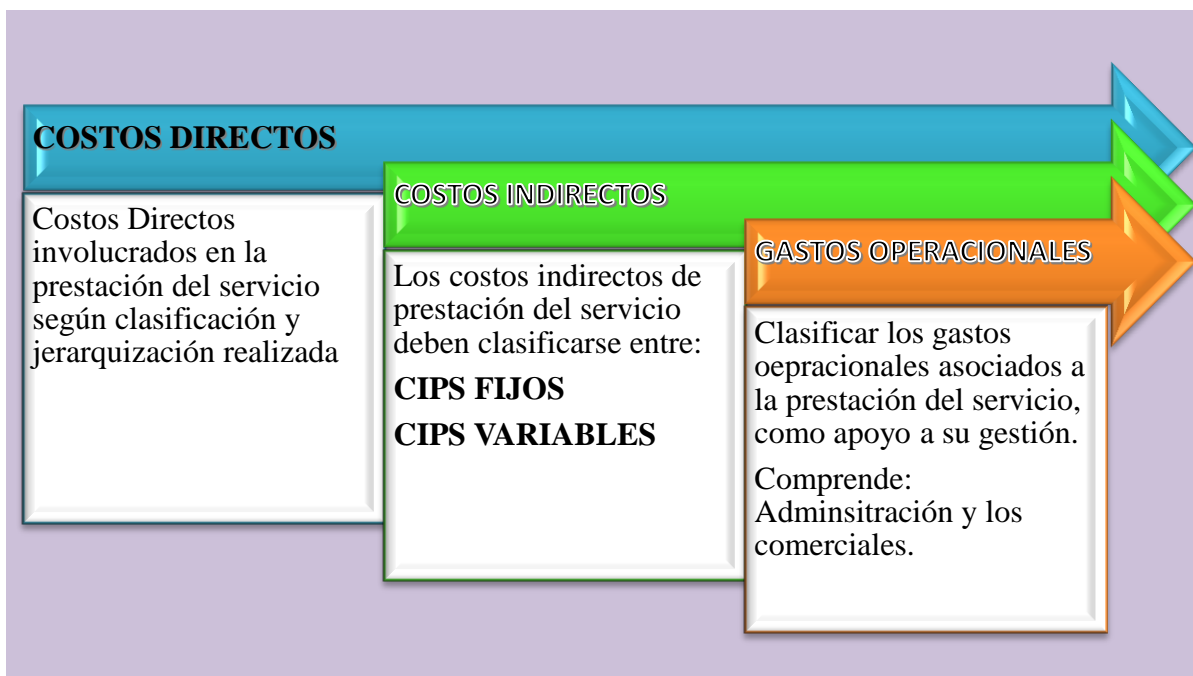 COSTOS DIRECTOS
Costos Directos
involucrados en la
prestación del servicio
según clasificación y
jerarquización realizada
COSTOS INDIRECTOS
Los costos indirectos de
prestación del servicio
deben clasificarse entre:
CIPS FIJOS
CIPS VARIABLES
GASTOS OPERACIONALES
Clasificar los gastos
oepracionales asociados a
la prestación del servicio,
como apoyo a su gestión.
Comprende:
Adminsitración y los
comerciales.